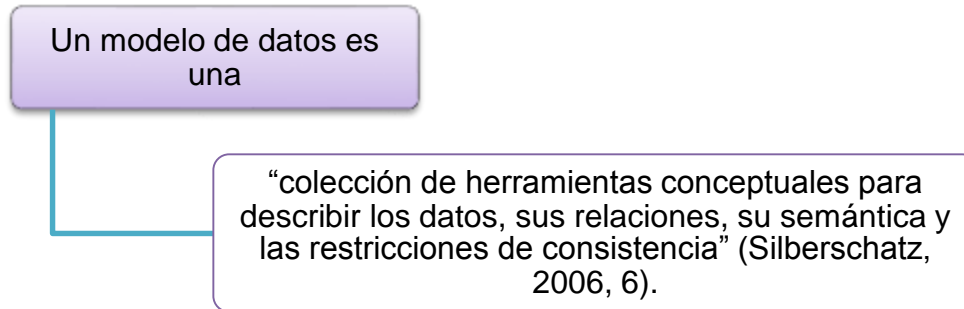 Un modelo de datos es
una
“colección de herramientas conceptuales para
describir los datos, sus relaciones, su semántica y
las restricciones de consistencia” (Silberschatz,
2006, 6).